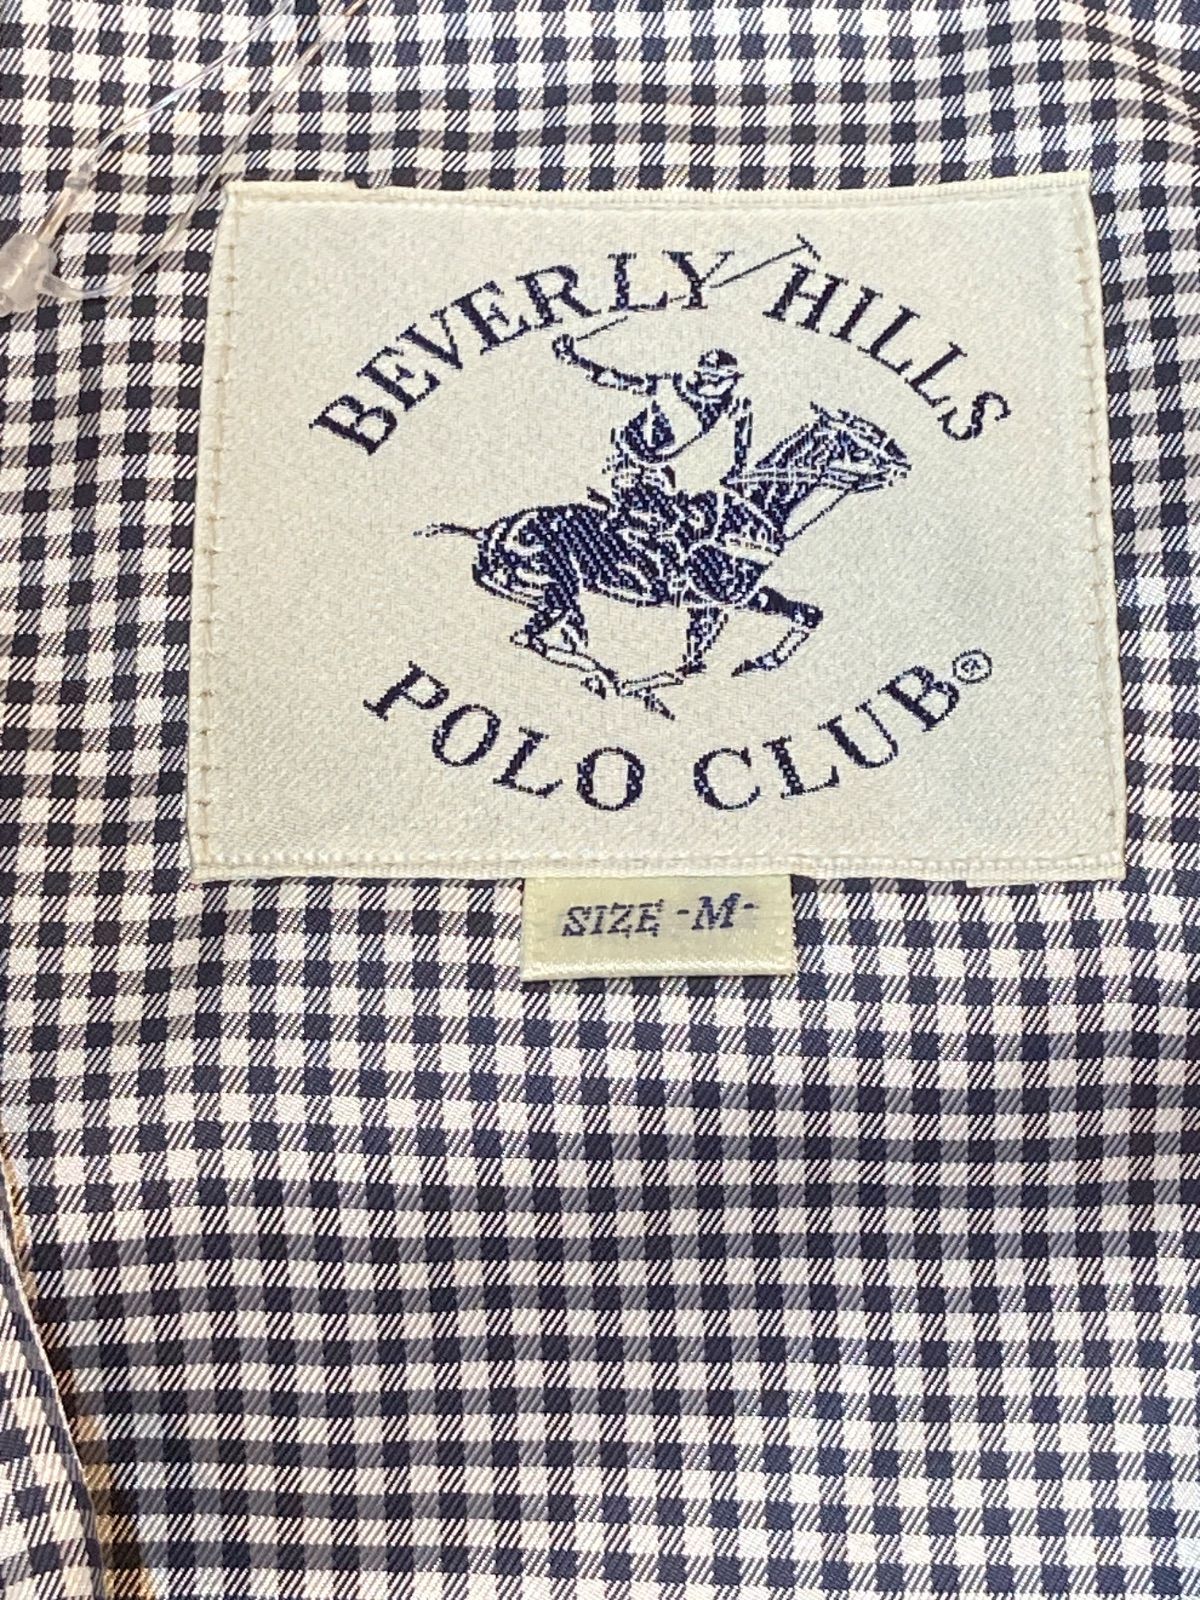 BEVERLY HILLS
POLO CLUB®
SIZE -M-